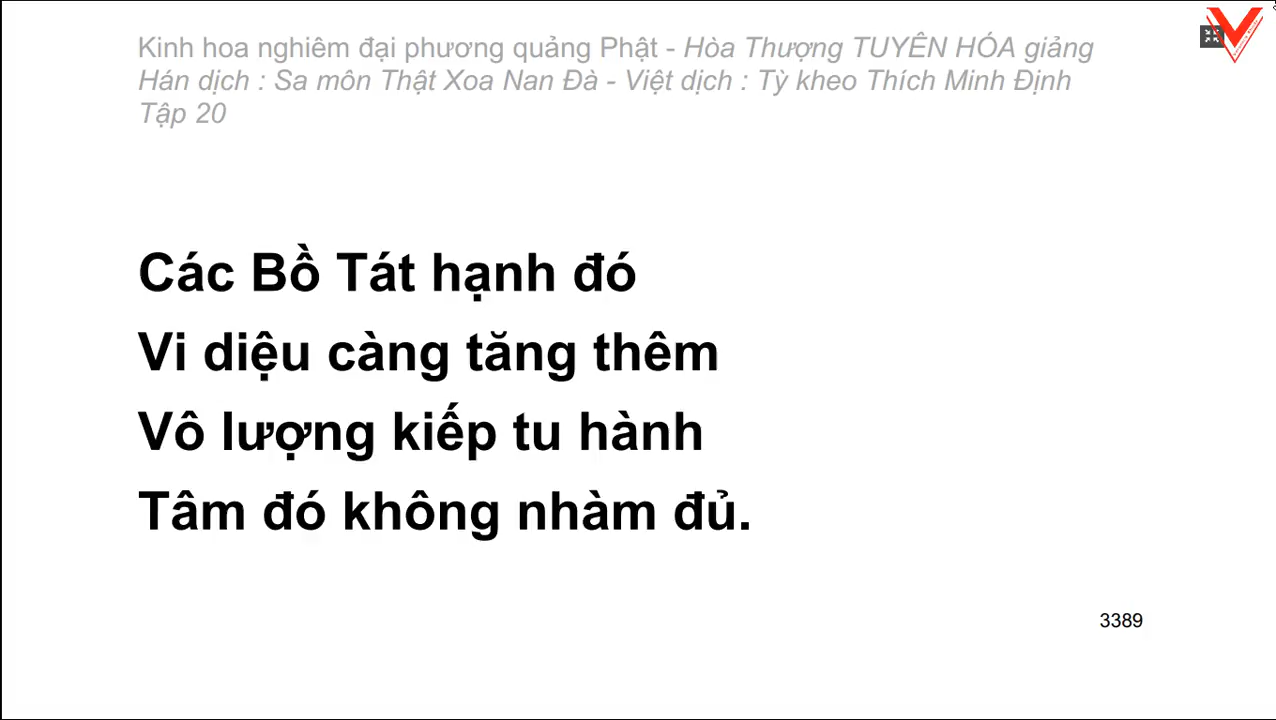 Kinh hoa nghiêm đại phương quảng Phật - Hòa Thượng TUYÊN HÓA giảng
Hán dịch : Sa môn Thật Xoa Nan Đà - Việt dịch : Tỳ kheo Thích Minh Định
Tập 20
Các Bồ Tát hạnh đó
Vi diệu càng tăng thêm
Vô lượng kiếp tu hành
Tâm đó không nhàm đủ.
3389